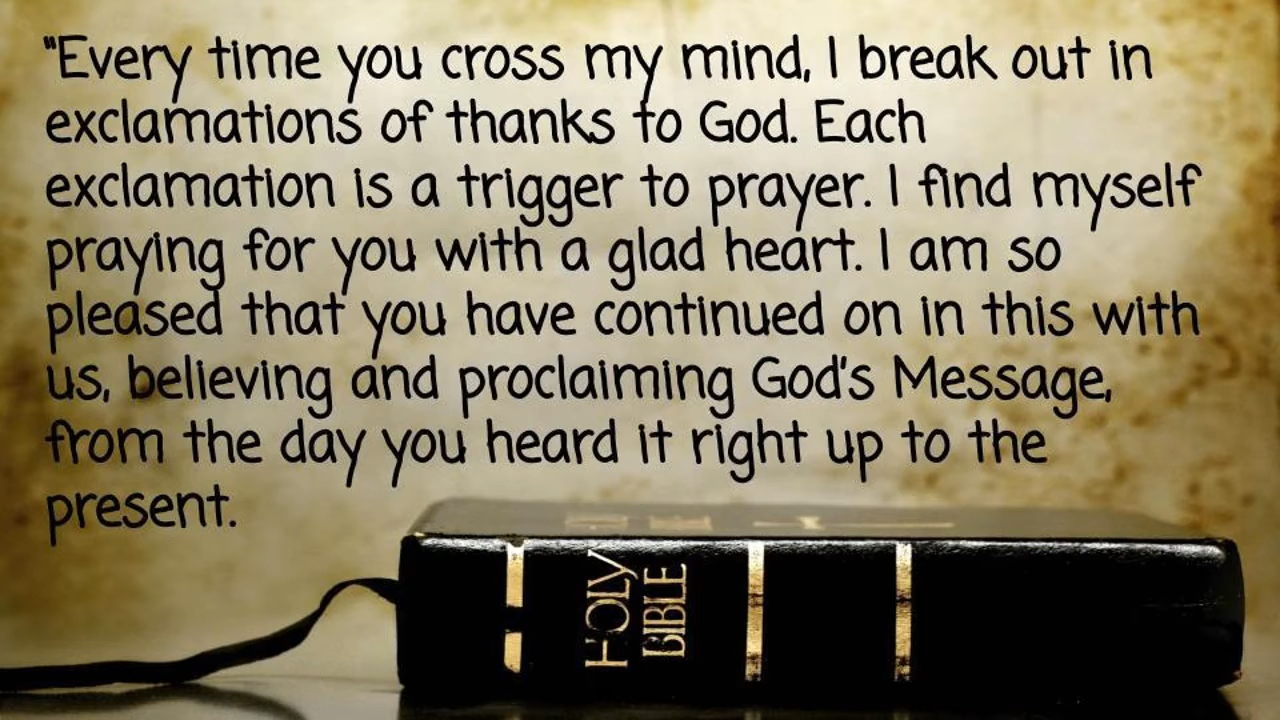 "Every time you cross my mind, I break out in
exclamations of thanks to God. Each
exclamation is a trigger to prayer. I find myself
praying for you with a glad heart. I am so
pleased that you have continued on in this with
us, believing and proclaiming God's Message,
from the day you heard it right up to the
present.
HOLY
BIBLE